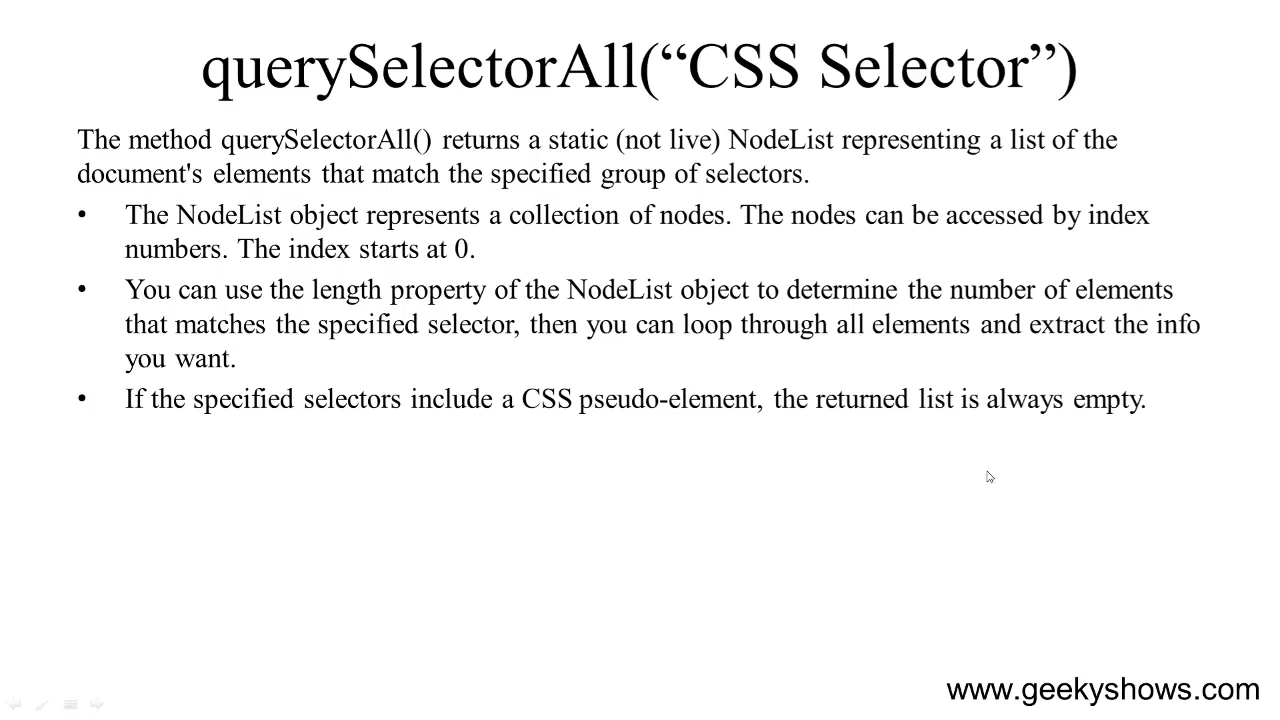 querySelectorAll(“CSS Selector”)
The method querySelectorAll() returns a static (not live) NodeList representing a list of the
document's elements that match the specified group of selectors.
• The NodeList object represents a collection of nodes. The nodes can be accessed by index
numbers. The index starts at 0.
• You can use the length property of the NodeList object to determine the number of elements
that matches the specified selector, then you can loop through all elements and extract the info
you want.
• If the specified selectors include a CSS pseudo-element, the returned list is always empty.
www.geekyshows.com